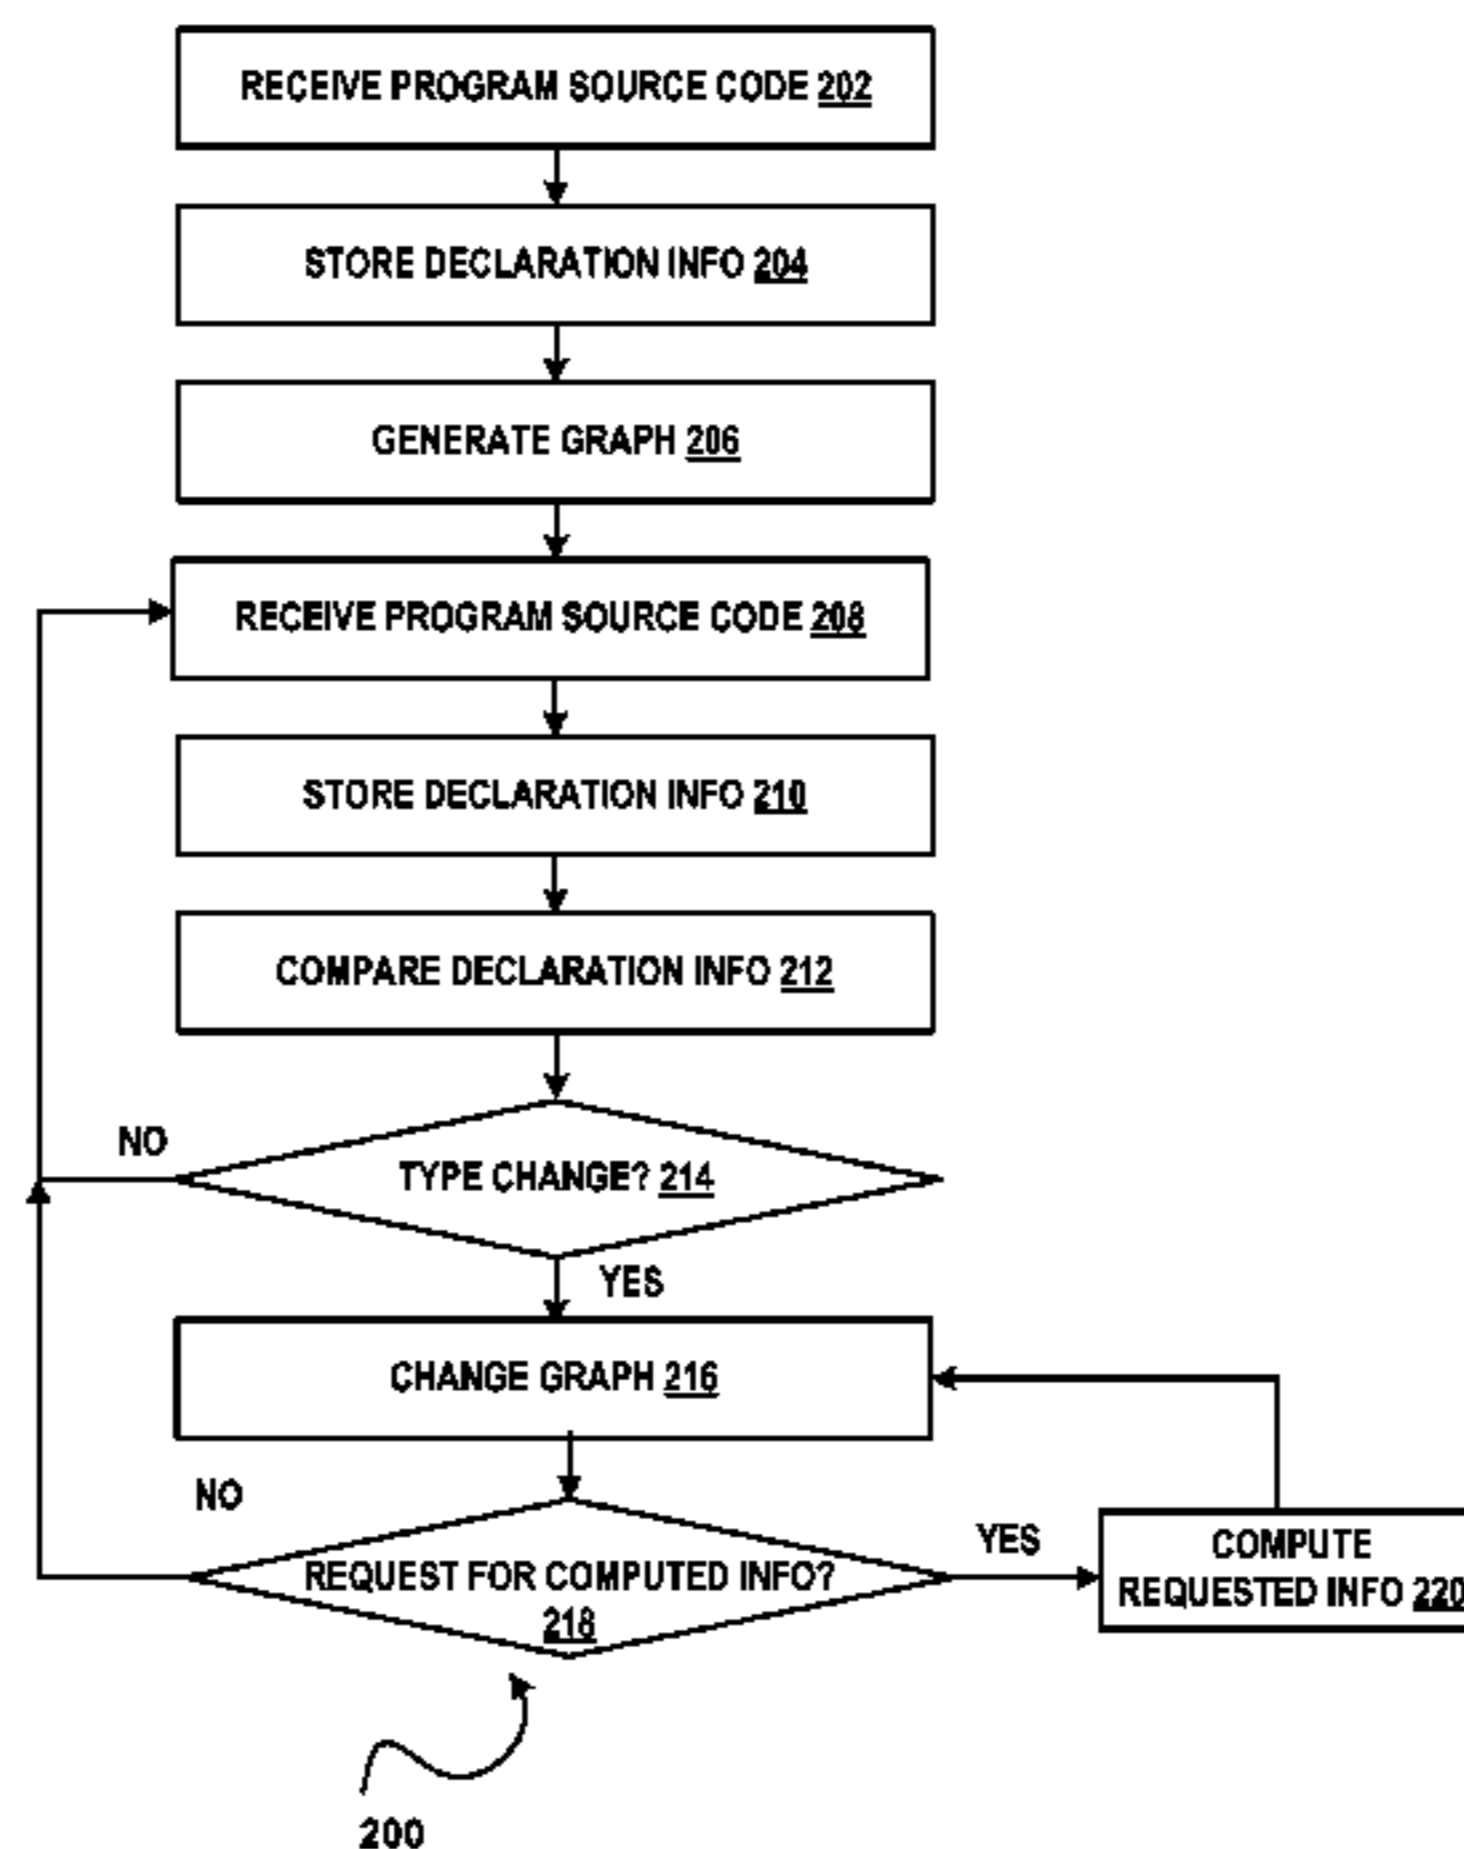 RECEIVE PROGRAM SOURCE CODE 202
STORE DECLARATION INFO 204
GENERATE GRAPH 206
RECEIVE PROGRAM SOURCE CODE 208
STORE DECLARATION INFO 210
COMPARE DECLARATION INFO 212
NO
TYPE CHANGE? 214
YES
CHANGE GRAPH 216
NO
REQUEST FOR COMPUTED INFO?
218
YES
COMPUTE
REQUESTED INFO 220
200